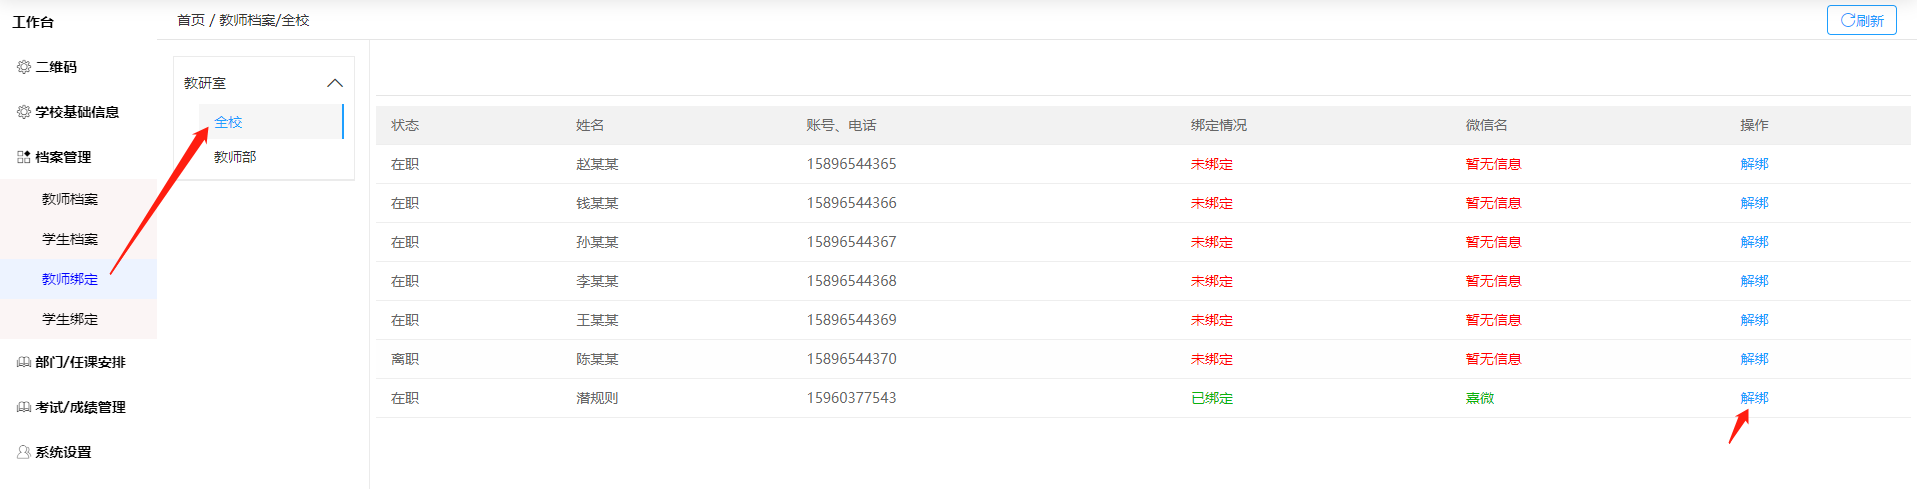 工作台
首页 / 教师档案/全校
刷新
二维码
学校基础信息
档案管理
教师档案
学生档案
教师绑定
学生绑定
部门/任课安排
考试/成绩管理
系统设置
教研室
全校
教师部
状态 姓名 账号、电话 绑定情况 微信名 操作
在职 赵某某 15896544365 未绑定 暂无信息 解绑
在职 钱某某 15896544366 未绑定 暂无信息 解绑
在职 孙某某 15896544367 未绑定 暂无信息 解绑
在职 李某某 15896544368 未绑定 暂无信息 解绑
在职 王某某 15896544369 未绑定 暂无信息 解绑
离职 陈某某 15896544370 未绑定 暂无信息 解绑
在职 潜规则 15960377543 已绑定 熹微 解绑